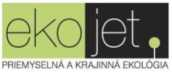 ekojet.
PRIEMYSELNÁ A KRAJINNÁ EKOLÓGIA